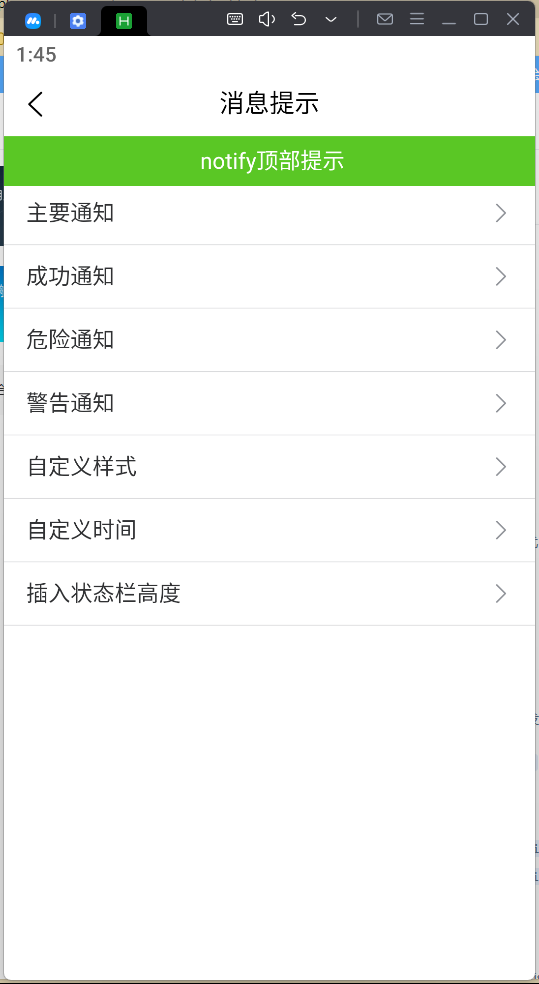 1:45
消息提示
notify顶部提示
主要通知
成功通知
危险通知
警告通知
自定义样式
自定义时间
插入状态栏高度